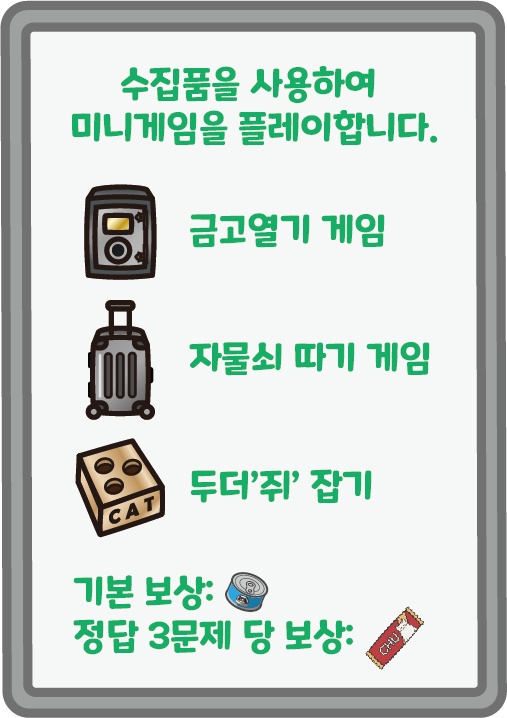 수집품을 사용하여
미니게임을 플레이합니다.
금고열기 게임
자물쇠 따기 게임
CAT
두더’쥐’ 잡기
기본 보상:
정답 3문제 당 보상:
CHU